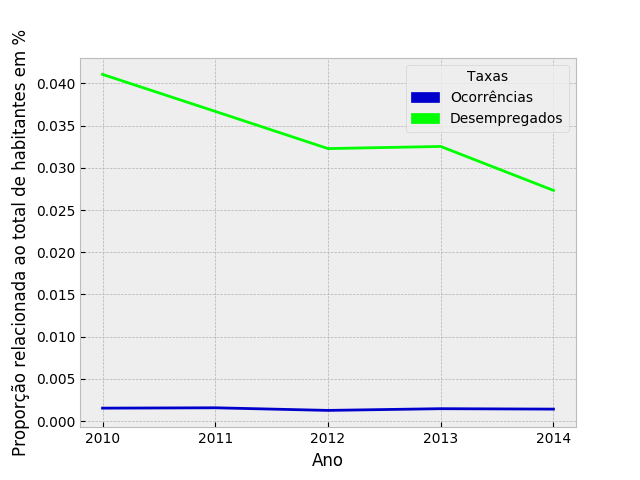 Proporção relacionada ao total de habitantes em %
0.040
0.035
0.030
0.025
0.020
0.015
0.010
0.005
0.000
Taxas
Ocorrências
Desempregados
2010 2011 2012 2013 2014
Ano